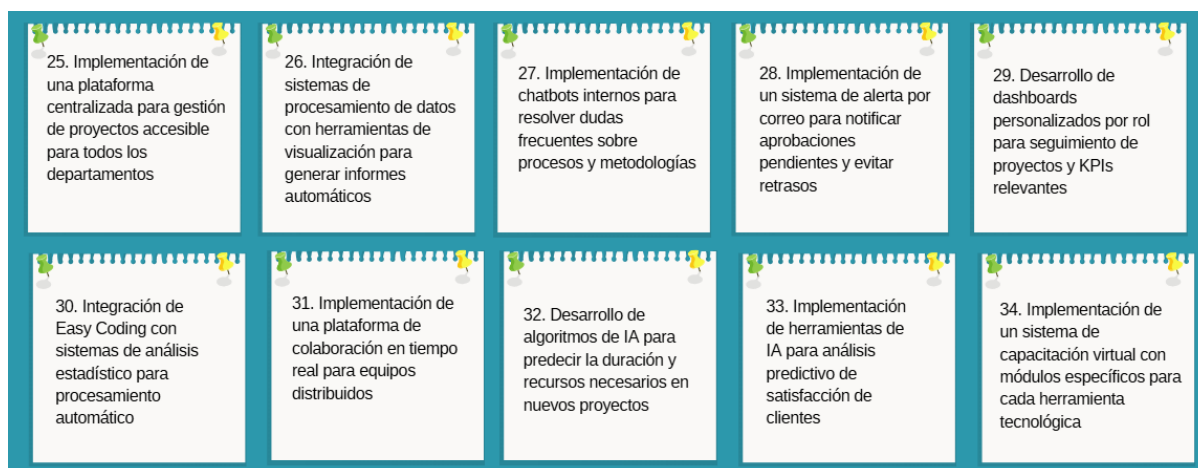 25. Implementación de
una plataforma
centralizada para gestión
de proyectos accesible
para todos los
departamentos
26. Integración de
sistemas de
procesamiento de datos
con herramientas de
visualización para
generar informes
automáticos
27. Implementación de
chatbots internos para
resolver dudas
frecuentes sobre
procesos y metodologías
28. Implementación de
un sistema de alerta por
correo para notificar
aprobaciones
pendientes y evitar
retrasos
29. Desarrollo de
dashboards
personalizados por rol
para seguimiento de
proyectos y KPIs
relevantes
30. Integración de
Easy Coding con
sistemas de análisis
estadístico para
procesamiento
automático
31. Implementación de
una plataforma de
colaboración en tiempo
real para equipos
distribuidos
32. Desarrollo de
algoritmos de IA para
predecir la duración y
recursos necesarios en
nuevos proyectos
33. Implementación
de herramientas de
IA para análisis
predictivo de
satisfacción de
clientes
34. Implementación de
un sistema de
capacitación virtual con
módulos específicos para
cada herramienta
tecnológica